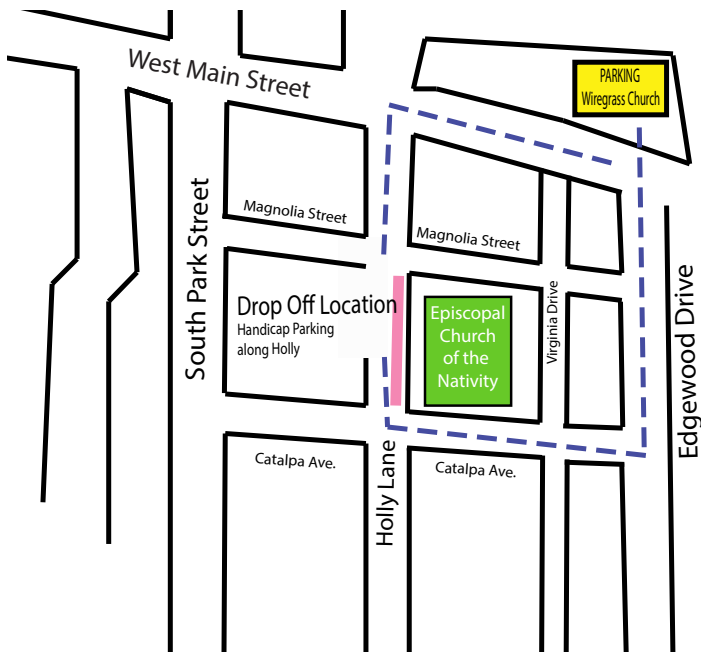 West Main Street
PARKING
Wiregrass Church
Magnolia Street
Magnolia Street
South Park Street
Drop Off Location
Handicap Parking
along Holly
Episcopal
Church
of the
Nativity
Virginia Drive
Edgewood Drive
Catalpa Ave.
Holly Lane
Catalpa Ave.